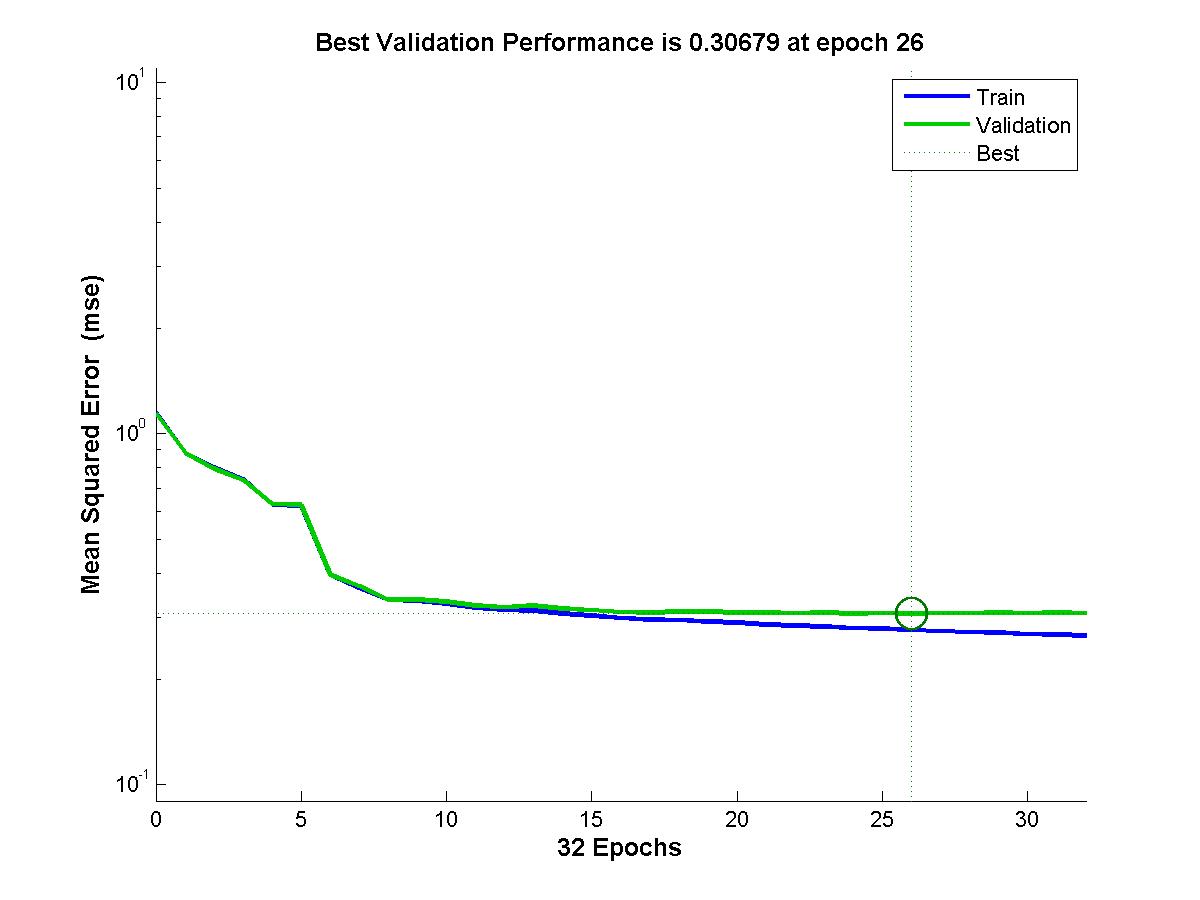 Best Validation Performance is 0.30679 at epoch 26
Train
Validation
Best
Mean Squared Error (mse)
10^1
10^0
10^-1
0 5 10 15 20 25 30
32 Epochs